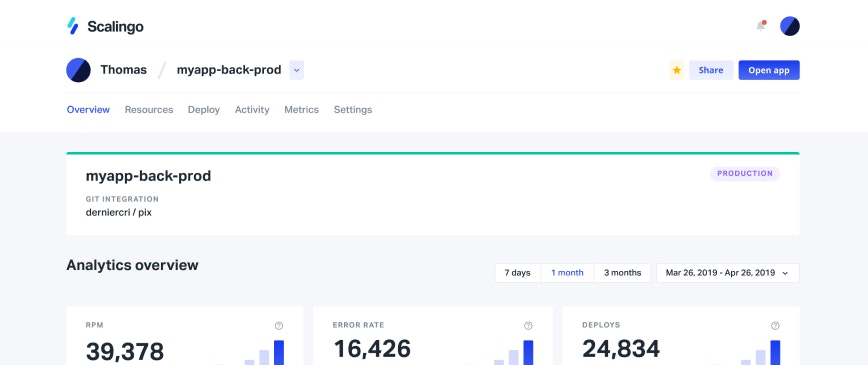 Scalingo
Thomas / myapp-back-prod
Share
Open app
Overview Resources Deploy Activity Metrics Settings
myapp-back-prod
PRODUCTION
GIT INTEGRATION
derniercri / pix
Analytics overview
7 days 1 month 3 months Mar 26, 2019 - Apr 26, 2019
RPM
39,378
ERROR RATE
16,426
DEPLOYS
24,834